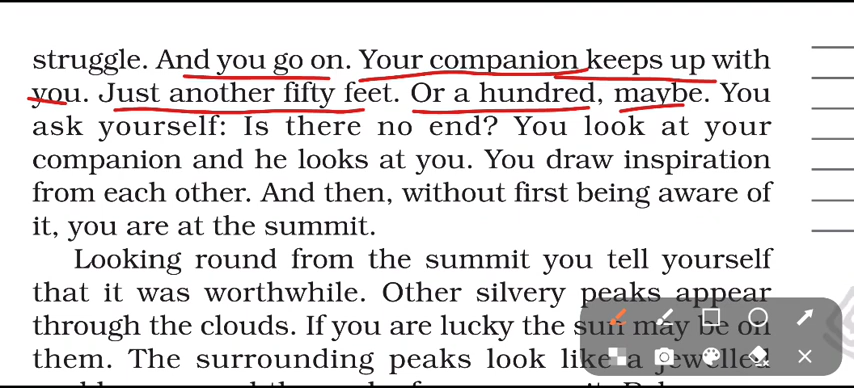 struggle. And you go on. Your companion keeps up with
you. Just another fifty feet. Or a hundred, maybe. You
ask yourself: Is there no end? You look at your
companion and he looks at you. You draw inspiration
from each other. And then, without first being aware of
it, you are at the summit.
Looking round from the summit you tell yourself
that it was worthwhile. Other silvery peaks appear
through the clouds. If you are lucky the sun may be on
them. The surrounding peaks look like a jewelled